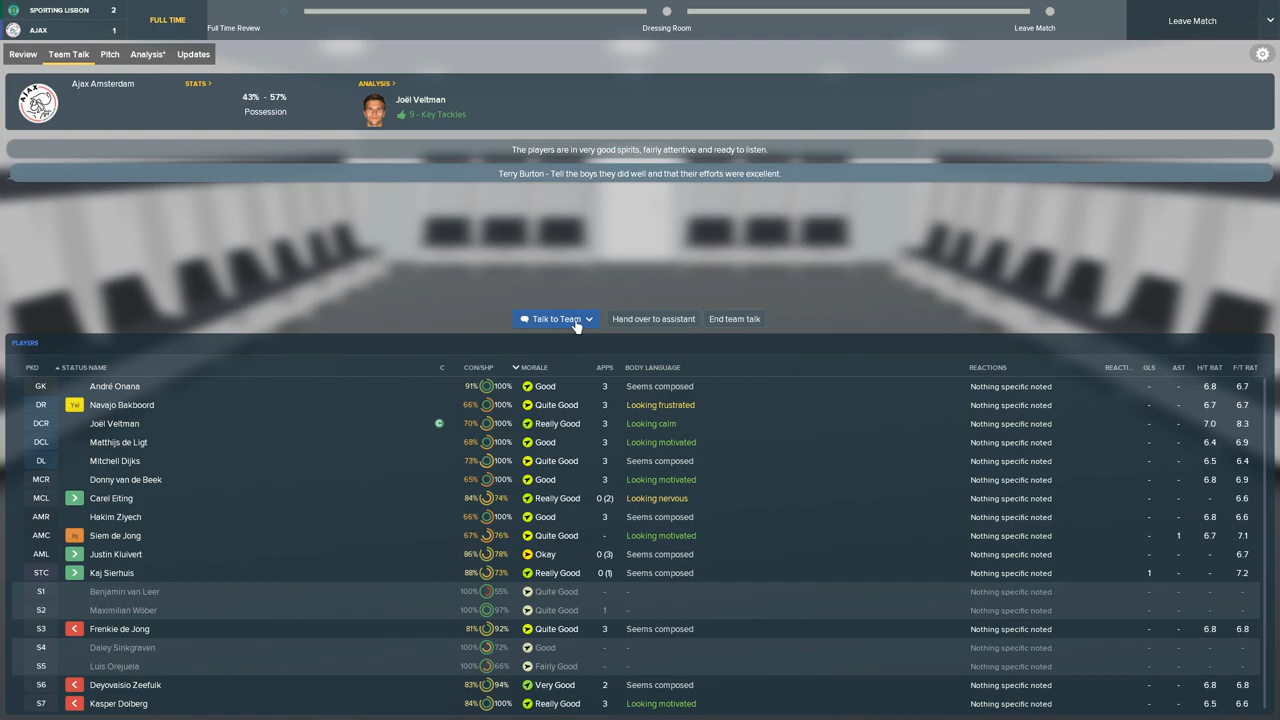 SPORTING LISBON 2
AJAX 1
FULL TIME
Full Time Review Dressing Room Leave Match
Leave Match
Review Team Talk Pitch Analysis* Updates
Ajax Amsterdam STATS > ANALYSIS >
43% - 57%
Possession
Joël Veltman
9 - Key Tackles
The players are in very good spirits, fairly attentive and ready to listen.
Terry Burton - Tell the boys they did well and that their efforts were excellent.
Talk to Team Hand over to assistant End team talk
PLAYERS
PKD STATUS NAME C CON/SHP MORALE APPS BODY LANGUAGE REACTIONS REACTI... GLS AST H/T RAT F/T RAT
GK André Onana 91% 100% Good 3 Seems composed Nothing specific noted - - 6.8 6.7
DR Yel Navajo Bakboord 66% 100% Quite Good 3 Looking frustrated Nothing specific noted - - 6.7 6.7
DCR Joël Veltman C 70% 100% Really Good 3 Looking calm Nothing specific noted - - 7.0 8.3
DCL Matthijs de Ligt 68% 100% Good 3 Looking motivated Nothing specific noted - - 6.4 6.9
DL Mitchell Dijks 73% 100% Quite Good 3 Seems composed Nothing specific noted - - 6.5 6.4
MCR Donny van de Beek 65% 100% Good 3 Looking motivated Nothing specific noted - - 6.8 6.9
MCL Carel Eiting 84% 74% Really Good 0 (2) Looking nervous Nothing specific noted - - - 6.6
AMR Hakim Ziyech 66% 100% Good 3 Seems composed Nothing specific noted - - 6.8 6.6
AMC Inj Siem de Jong 67% 76% Quite Good - Looking motivated Nothing specific noted - 1 6.7 7.1
AML Justin Kluivert 86% 78% Okay 0 (3) Seems composed Nothing specific noted - - - 6.7
STC Kaj Sierhuis 88% 73% Really Good 0 (1) Seems composed Nothing specific noted 1 - - 7.2
S1 Benjamin van Leer 100% 55% Quite Good - - Nothing specific noted - - - -
S2 Maximilian Wöber 100% 97% Quite Good 1 - Nothing specific noted - - - -
S3 Frenkie de Jong 81% 92% Quite Good 3 Seems composed Nothing specific noted - - 6.8 6.8
S4 Daley Sinkgraven 100% 72% Good - - Nothing specific noted - - - -
S5 Luis Orejuela 100% 66% Fairly Good - - Nothing specific noted - - - -
S6 Deyovaisio Zeefuik 83% 94% Very Good 2 Seems composed Nothing specific noted - - 6.8 6.8
S7 Kasper Dolberg 84% 100% Really Good 3 Looking motivated Nothing specific noted - - 6.5 6.6